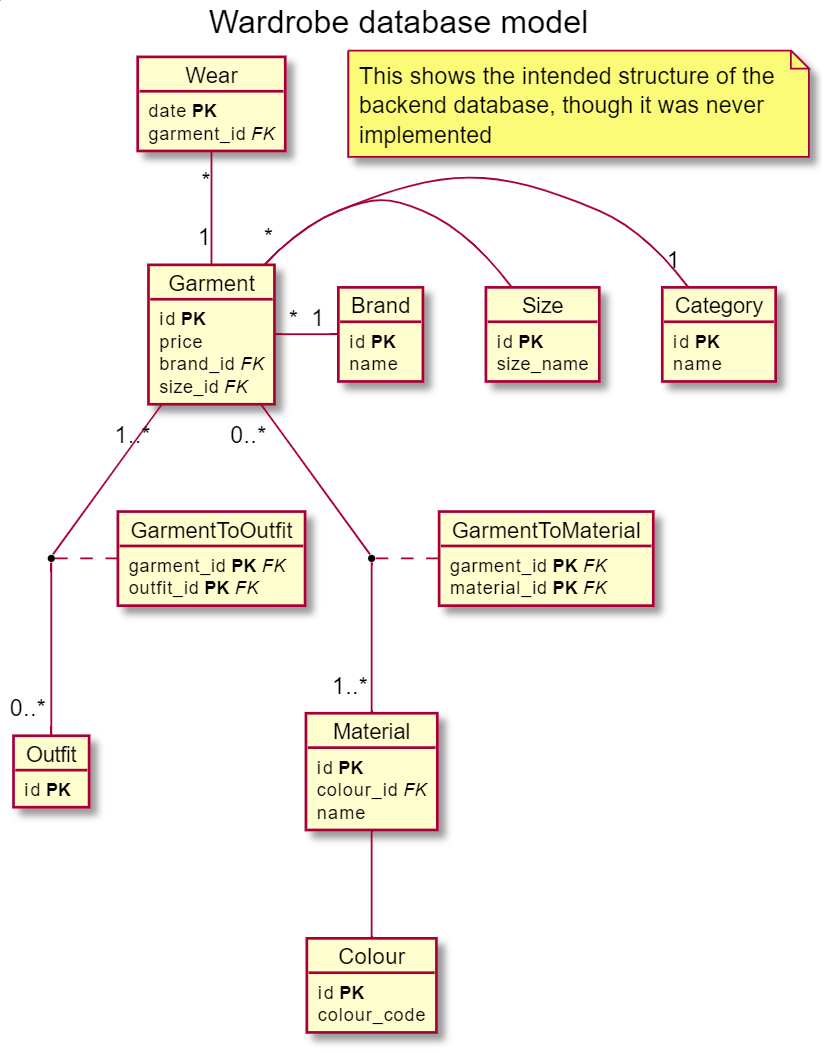 Wardrobe database model
Wear
date PK
garment_id FK
This shows the intended structure of the
backend database, though it was never
implemented
*
1
*
1
Garment
id PK
price
brand_id FK
size_id FK
* 1
Brand
id PK
name
Size
id PK
size_name
Category
id PK
name
1..*
0..*
GarmentToOutfit
garment_id PK FK
outfit_id PK FK
GarmentToMaterial
garment_id PK FK
material_id PK FK
0..*
1..*
Outfit
id PK
Material
id PK
colour_id FK
name
Colour
id PK
colour_code